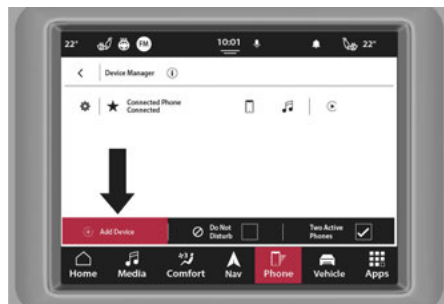 22°
FM
10:01
22°
Device Manager
Connected Phone
Connected
Add Device
Do Not
Disturb
Two Active
Phones
Home
Media
Comfort
Nav
Phone
Vehicle
Apps